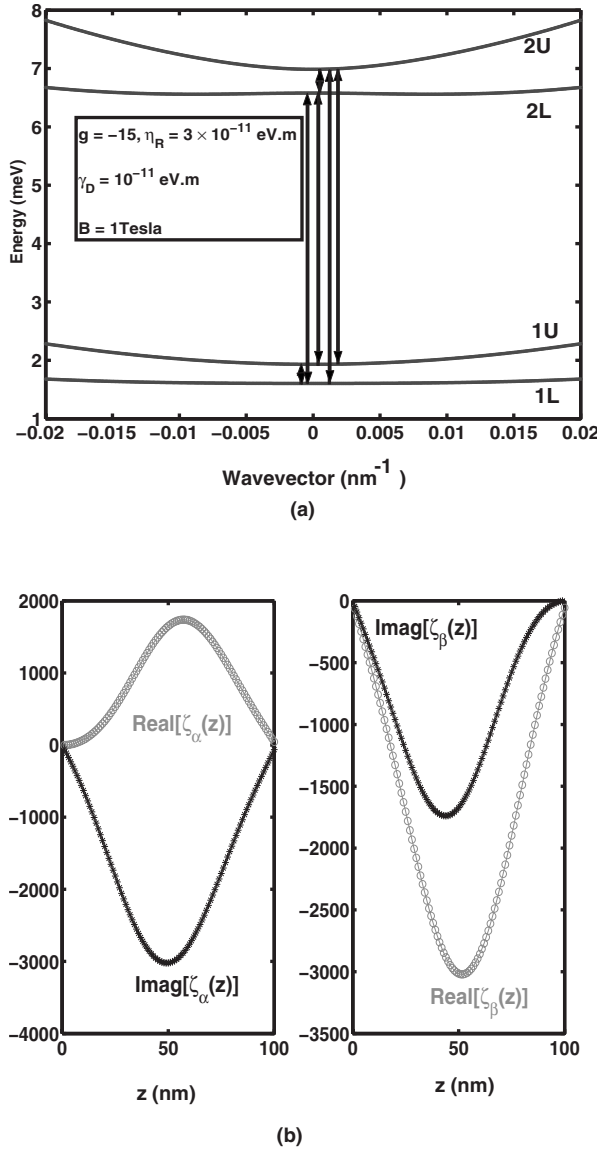 8
7
6
5
4
3
2
1
Energy (meV)
2U
2L
g = −15, η_R = 3 × 10^−11 eV.m
γ_D = 10^−11 eV.m
B = 1Tesla
1U
1L
−0.02 −0.015 −0.01 −0.005 0 0.005 0.01 0.015 0.02
Wavevector (nm^-1 )
(a)
2000
1000
0
−1000
−2000
−3000
−4000
Real[ζ_α(z)]
Imag[ζ_α(z)]
0 50 100
z (nm)
0
−500
−1000
−1500
−2000
−2500
−3000
−3500
Imag[ζ_β(z)]
Real[ζ_β(z)]
0 50 100
z (nm)
(b)